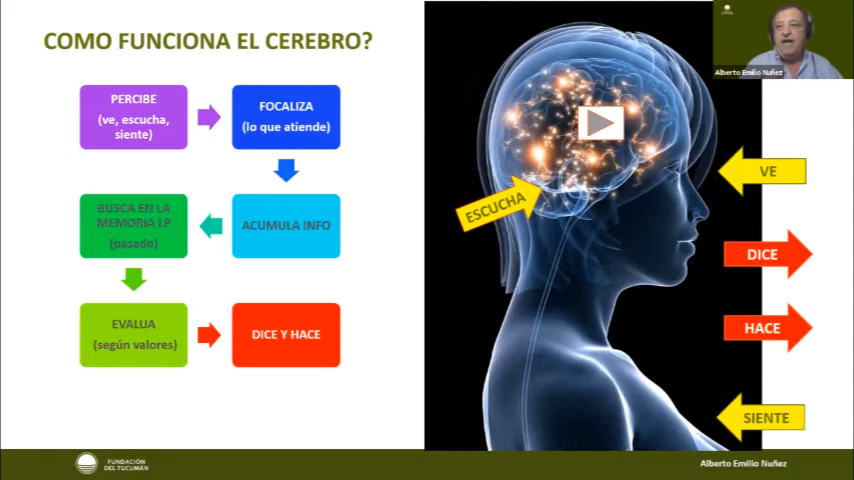 COMO FUNCIONA EL CEREBRO?
PERCIBE
(ve, escucha,
siente)
FOCALIZA
(lo que atiende)
BUSCA EN LA
MEMORIA LP
(pasado)
ACUMULA INFO
EVALUA
(según valores)
DICE Y HACE
ESCUCHA
VE
DICE
HACE
SIENTE
Alberto Emilio Nuñez
FUNDACIÓN
DEL TUCUMÁN
Alberto Emilio Nuñez